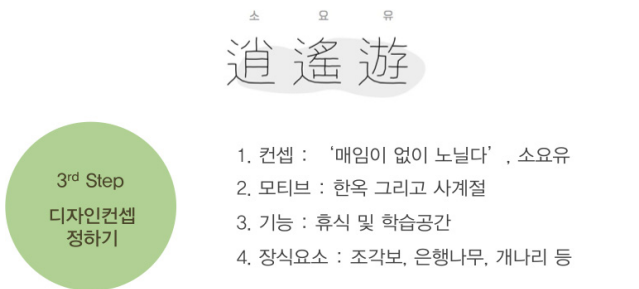 소 요 유
逍遙遊
3rd Step
디자인컨셉
정하기
1. 컨셉 : ‘매임이 없이 노닐다’, 소요유
2. 모티브 : 한옥 그리고 사계절
3. 기능 : 휴식 및 학습공간
4. 장식요소 : 조각보, 은행나무, 개나리 등